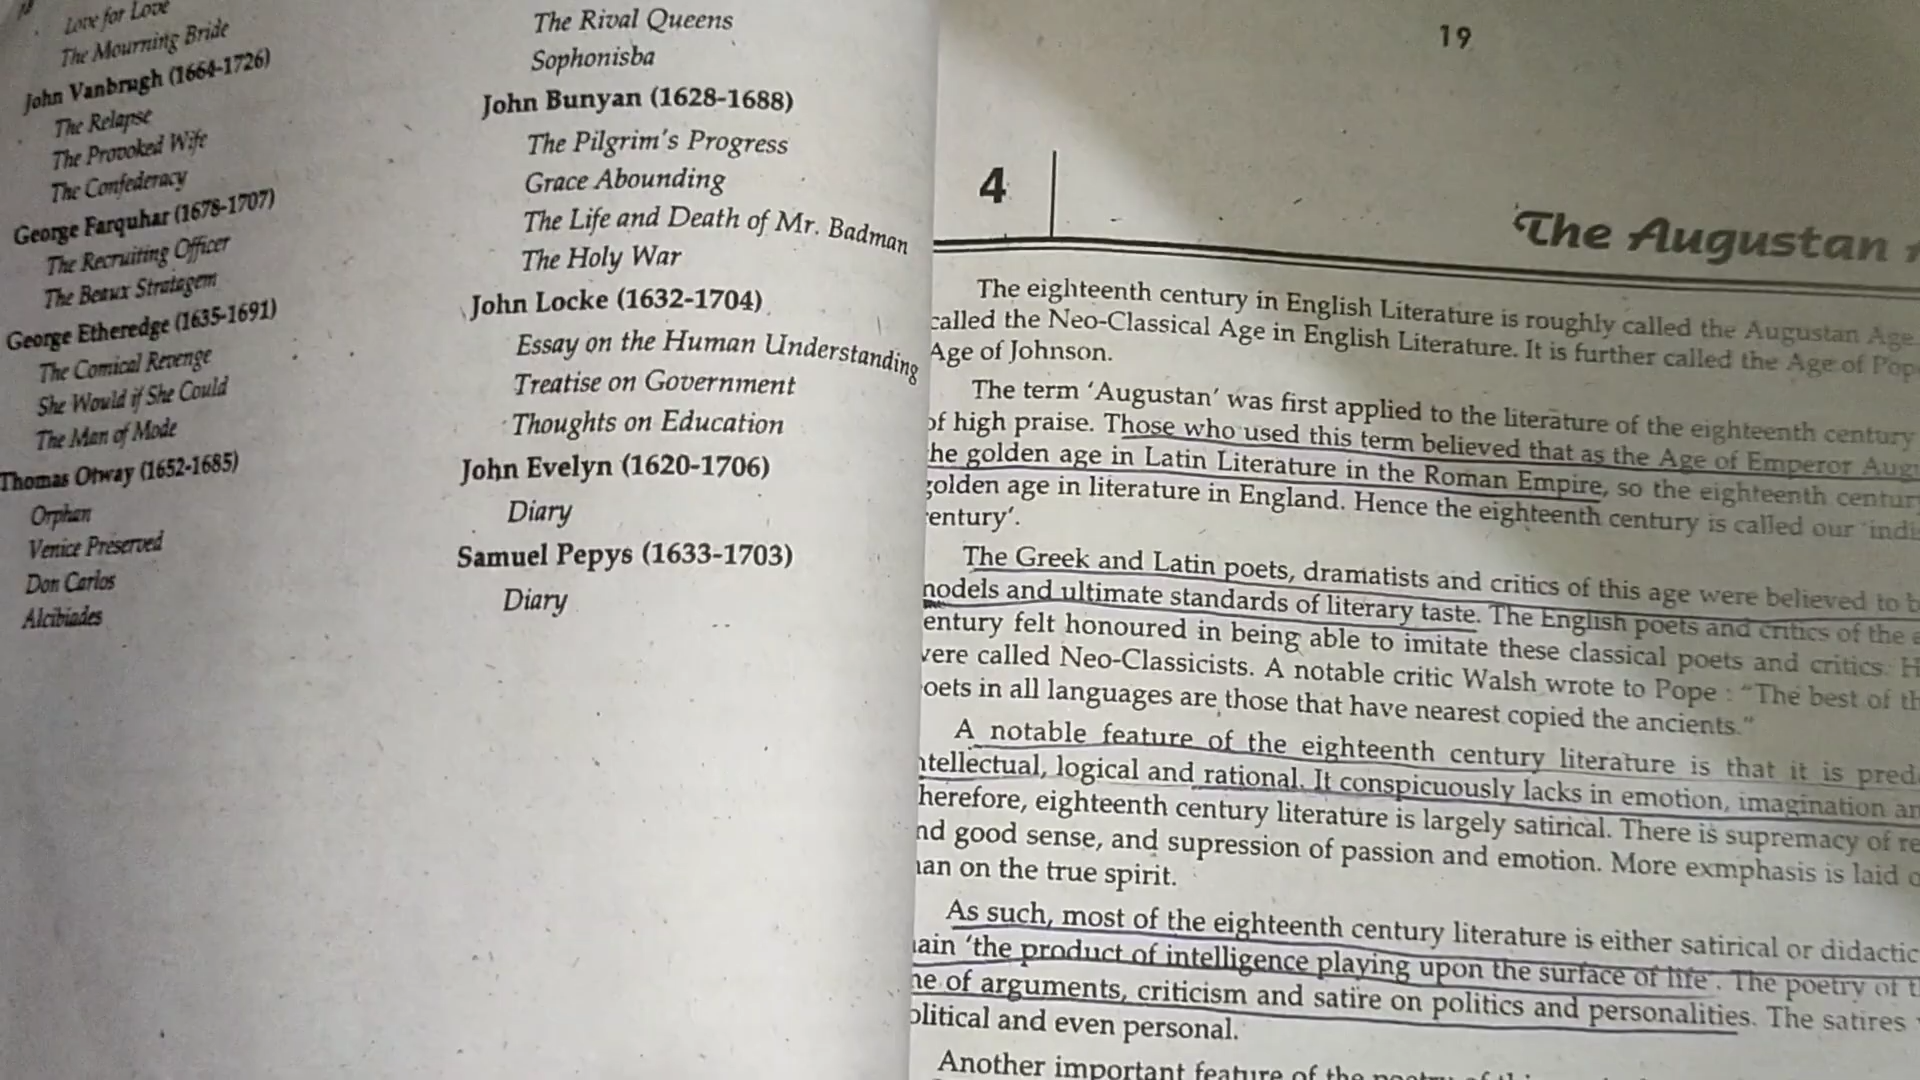 Love for Love
The Mourning Bride
John Vanbrugh (1664-1726)
The Relapse
The Provoked Wife
The Confederacy
George Farquhar (1678-1707)
The Recruiting Officer
The Beaux Stratagem
George Etheredge (1635-1691)
The Comical Revenge
She Would if She Could
The Man of Mode
Thomas Otway (1652-1685)
Orphan
Venice Preserved
Don Carlos
Alcibiades
The Rival Queens
Sophonisba
John Bunyan (1628-1688)
The Pilgrim's Progress
Grace Abounding
The Life and Death of Mr. Badman
The Holy War
John Locke (1632-1704)
Essay on the Human Understanding
Treatise on Government
Thoughts on Education
John Evelyn (1620-1706)
Diary
Samuel Pepys (1633-1703)
Diary
19
4
The Augustan
The eighteenth century in English Literature is roughly called the Augustan Age
called the Neo-Classical Age in English Literature. It is further called the Age of Pop
Age of Johnson.
The term 'Augustan' was first applied to the literature of the eighteenth century
of high praise. Those who used this term believed that as the Age of Emperor Aug
he golden age in Latin Literature in the Roman Empire, so the eighteenth centur
golden age in literature in England. Hence the eighteenth century is called our 'indi
entury'.
The Greek and Latin poets, dramatists and critics of this age were believed to b
nodels and ultimate standards of literary taste. The English poets and critics of the e
entury felt honoured in being able to imitate these classical poets and critics. H
vere called Neo-Classicists. A notable critic Walsh wrote to Pope : "The best of th
oets in all languages are those that have nearest copied the ancients."
A notable feature of the eighteenth century literature is that it is pred
ntellectual, logical and rational. It conspicuously lacks in emotion, imagination an
herefore, eighteenth century literature is largely satirical. There is supremacy of re
nd good sense, and supression of passion and emotion. More exmphasis is laid o
han on the true spirit.
As such, most of the eighteenth century literature is either satirical or didactic
ain 'the product of intelligence playing upon the surface of life'. The poetry of t
ne of arguments, criticism and satire on politics and personalities. The satires
olitical and even personal.
Another important feature of the poetry of